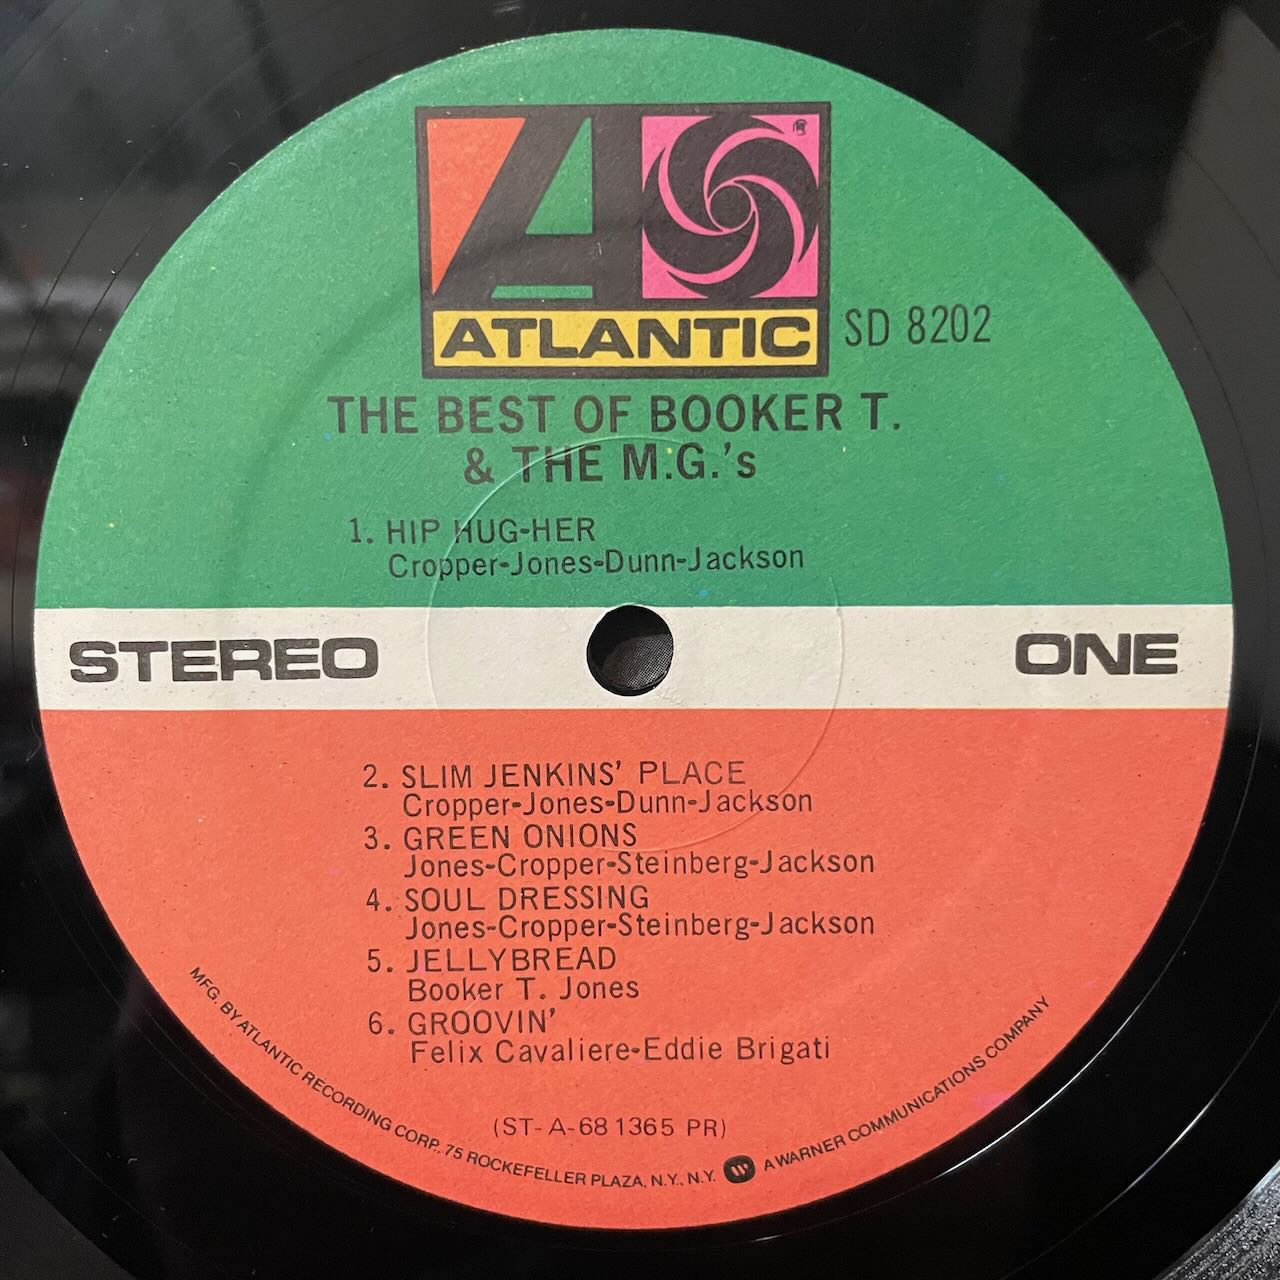 ATLANTIC
SD 8202
THE BEST OF BOOKER T.
& THE M.G.'s
1. HIP HUG-HER
Cropper-Jones-Dunn-Jackson
STEREO
ONE
2. SLIM JENKINS' PLACE
Cropper-Jones-Dunn-Jackson
3. GREEN ONIONS
Jones-Cropper-Steinberg-Jackson
4. SOUL DRESSING
Jones-Cropper-Steinberg-Jackson
5. JELLYBREAD
Booker T. Jones
6. GROOVIN'
Felix Cavaliere-Eddie Brigati
(ST-A-681365 PR)
MFG. BY ATLANTIC RECORDING CORP., 75 ROCKEFELLER PLAZA, N.Y., N.Y. A WARNER COMMUNICATIONS COMPANY